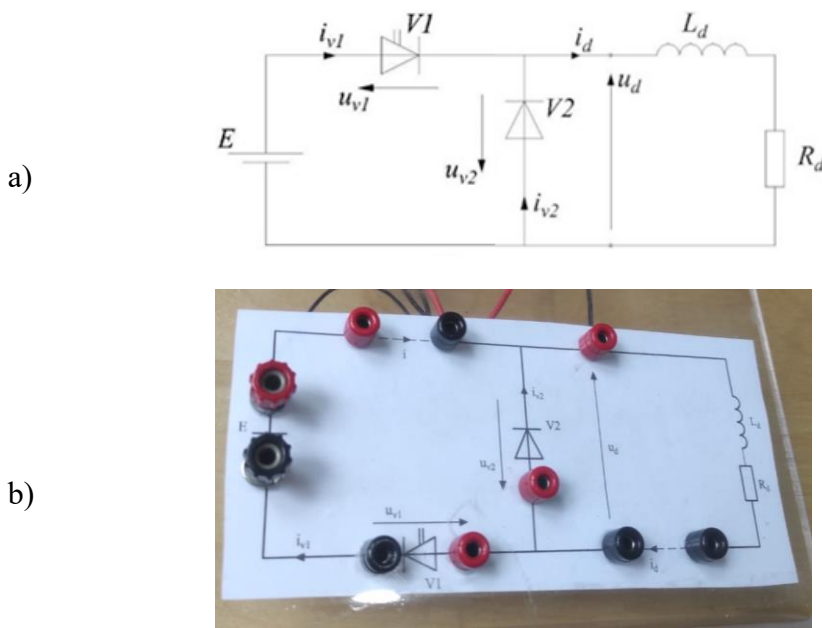 a)
i_v1 V1 i_d L_d
u_v1 V2 u_d
E u_v2 R_d
i_v2
b)
i
E i_v2 V2 L_d
u_v2 u_d R_d
u_v1
i_v1 V1 i_d